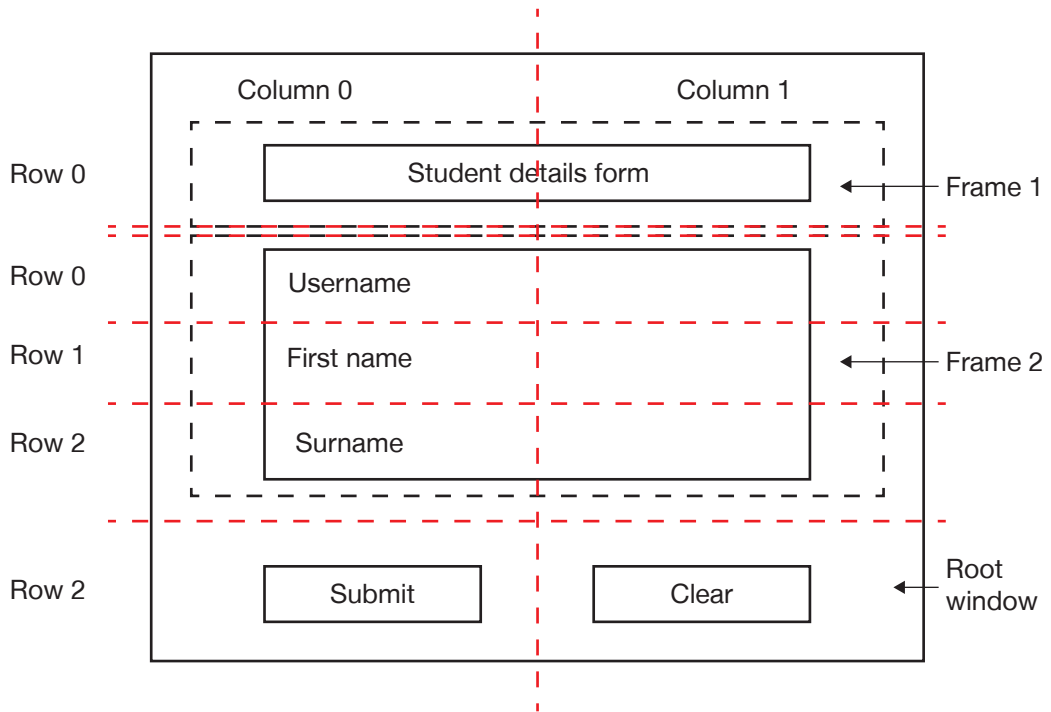 Column 0 Column 1
Row 0 Student details form Frame 1
Row 0 Username
Row 1 First name Frame 2
Row 2 Surname
Row 2 Submit Clear Root
window